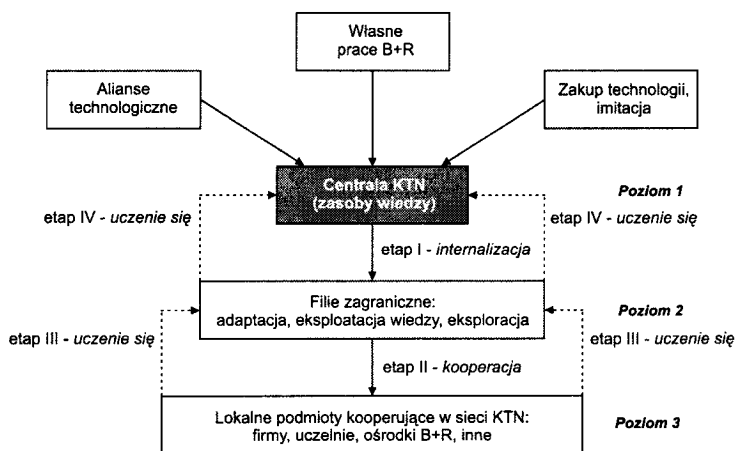 Własne
prace B+R
Alianse
technologiczne
Zakup technologii,
imitacja
Centrala KTN
(zasoby wiedzy)
Poziom 1
etap IV - uczenie się
etap IV - uczenie się
etap I - internalizacja
Filie zagraniczne:
adaptacja, eksploatacja wiedzy, eksploracja
Poziom 2
etap III - uczenie się
etap III - uczenie się
etap II - kooperacja
Lokalne podmioty kooperujące w sieci KTN:
firmy, uczelnie, ośrodki B+R, inne
Poziom 3